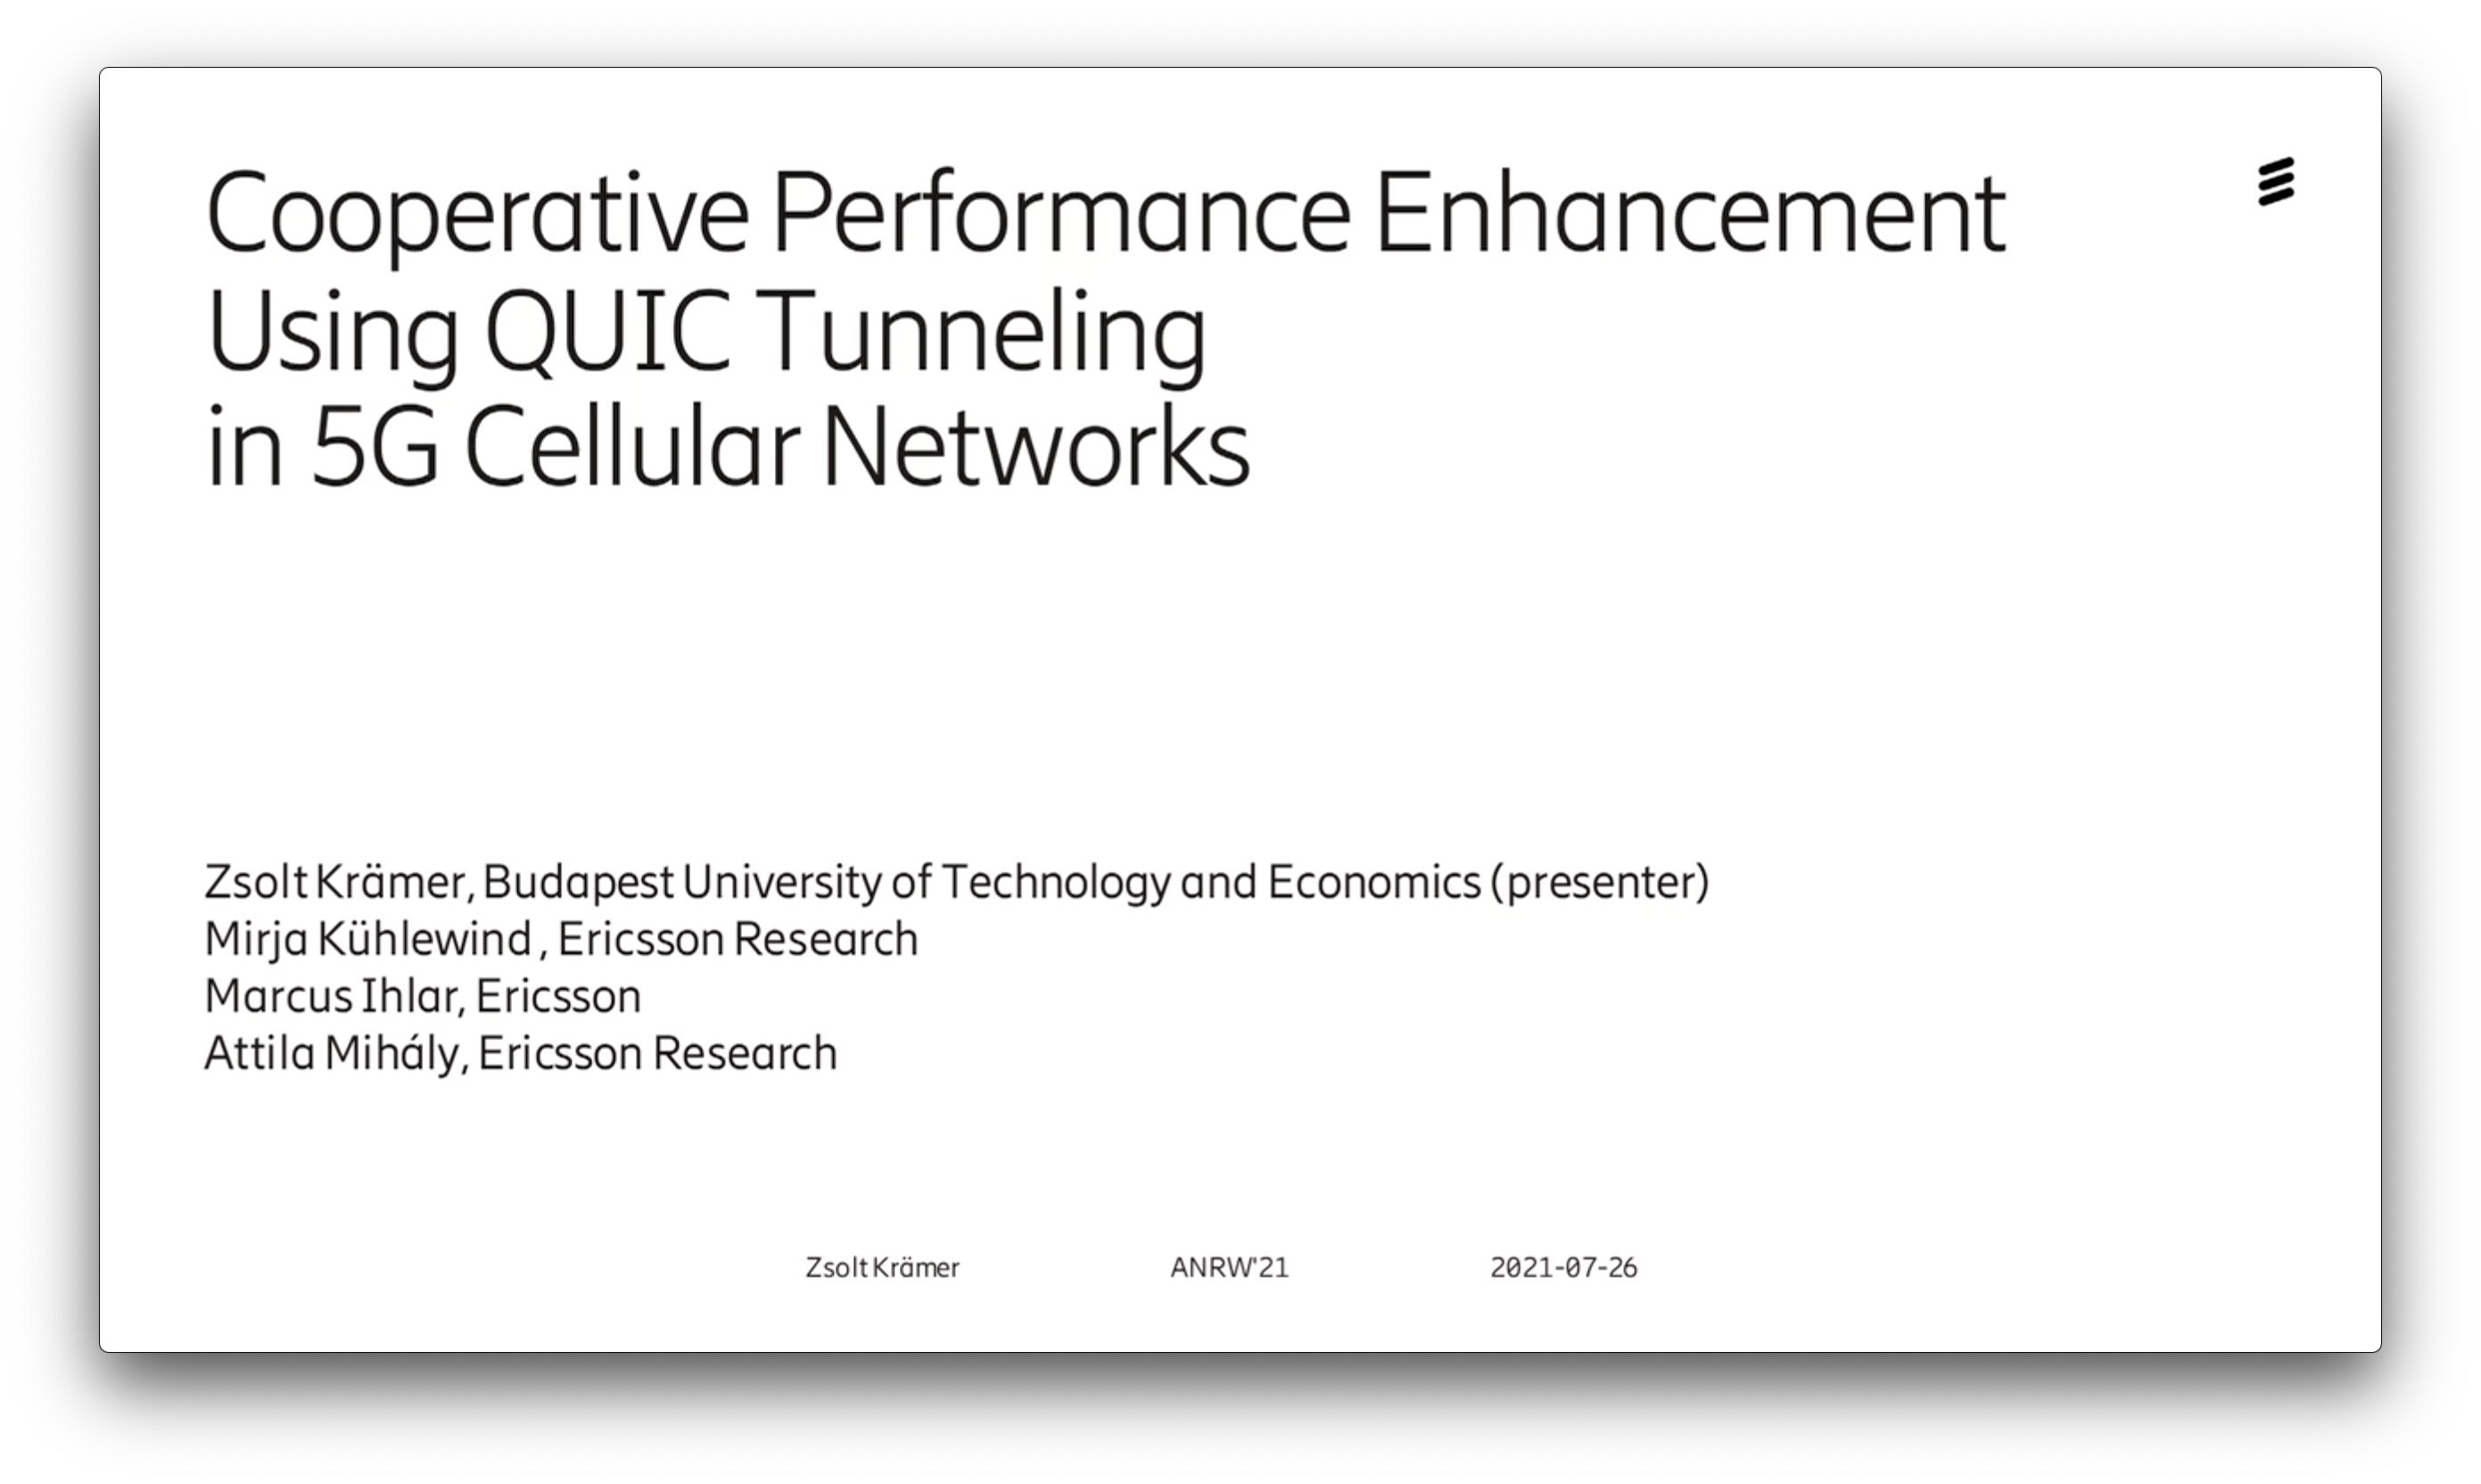 Cooperative Performance Enhancement
Using QUIC Tunneling
in 5G Cellular Networks
Zsolt Krämer, Budapest University of Technology and Economics (presenter)
Mirja Kühlewind , Ericsson Research
Marcus Ihlar, Ericsson
Attila Mihály, Ericsson Research
Zsolt Krämer ANRW'21 2021-07-26